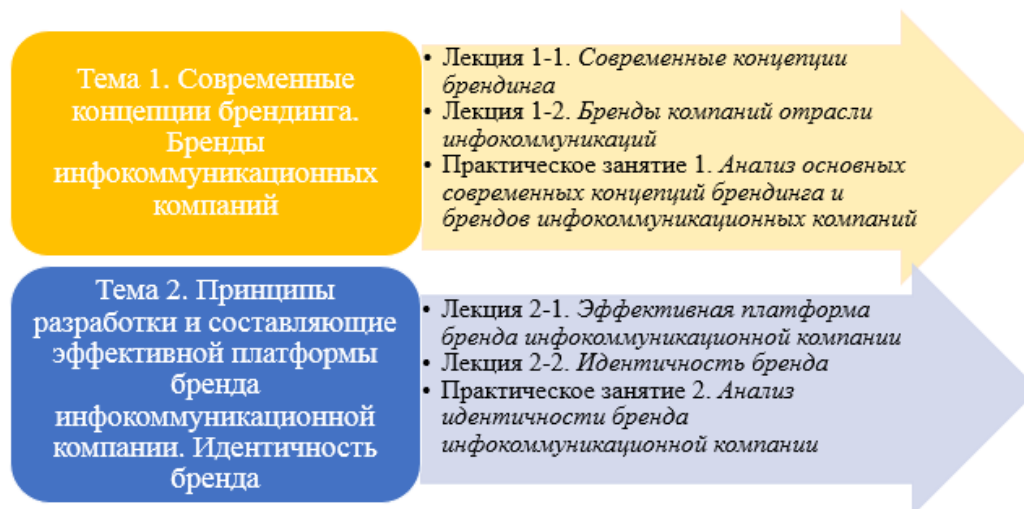 Тема 1. Современные
концепции брендинга.
Бренды
инфокоммуникационных
компаний
• Лекция 1-1. Современные концепции
брендинга
• Лекция 1-2. Бренды компаний отрасли
инфокоммуникаций
• Практическое занятие 1. Анализ основных
современных концепций брендинга и
брендов инфокоммуникационных компаний
Тема 2. Принципы
разработки и составляющие
эффективной платформы
бренда
инфокоммуникационной
компании. Идентичность
бренда
• Лекция 2-1. Эффективная платформа
бренда инфокоммуникационной компании
• Лекция 2-2. Идентичность бренда
• Практическое занятие 2. Анализ
идентичности бренда
инфокоммуникационной компании